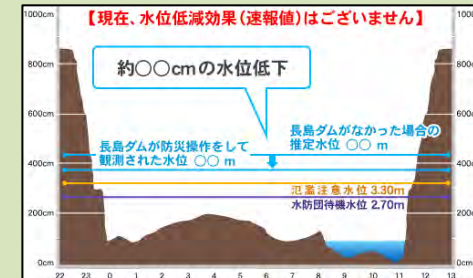 【現在、水位低減効果（速報値）はございません】
1000cm
1000cm
約〇〇cmの水位低下
800cm
800cm
600cm
600cm
長島ダムがなかった場合の
推定水位 〇〇 m
長島ダムが防災操作をして
観測された水位 〇〇 m
400cm
400cm
氾濫注意水位 3.30m
水防団待機水位 2.70m
200cm
200cm
0cm
0cm
22 23 0 1 2 3 4 5 6 7 8 9 10 11 12 13